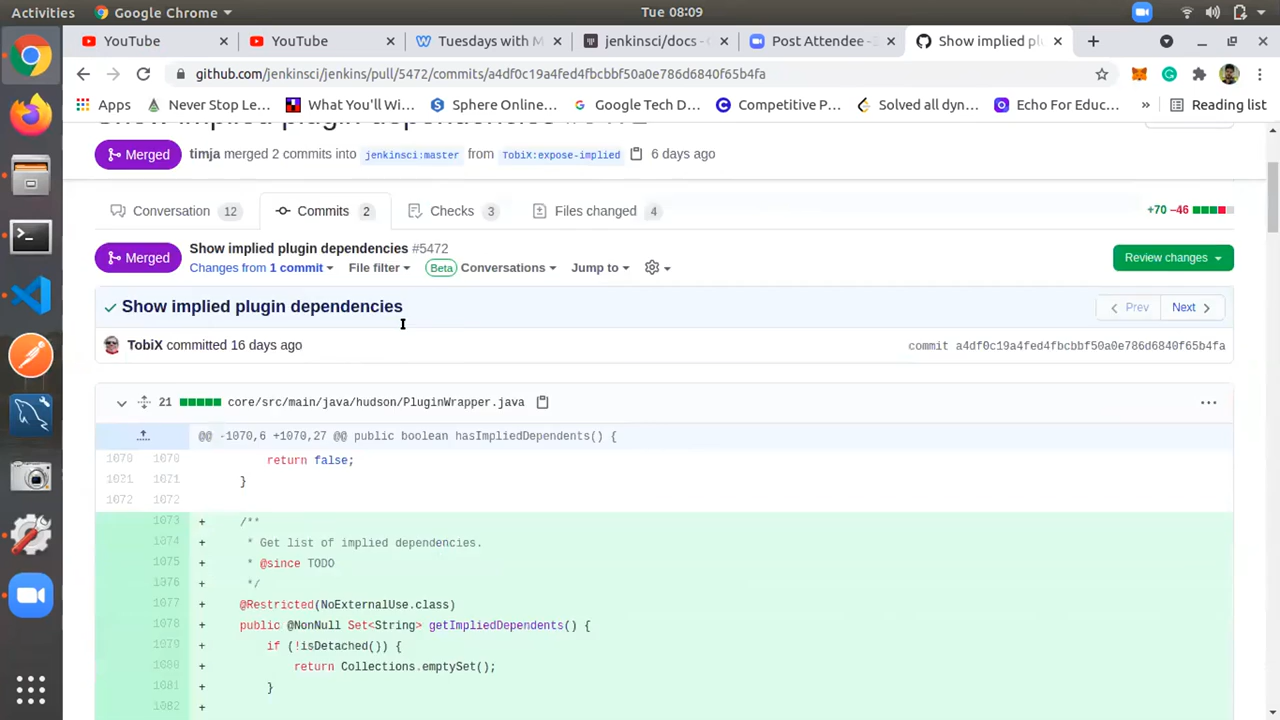 Activities Google Chrome Tue 08:09
YouTube YouTube Tuesdays with M jenkinsci/docs - G Post Attendee - Z Show implied pl
github.com/jenkinsci/jenkins/pull/5472/commits/a4df0c19a4fed4fbcbbf50a0e786d6840f65b4fa
Apps Never Stop Le... What You'll Wi... Sphere Online... Google Tech D... Competitive P... Solved all dyn... Echo For Educ... » Reading list
Show implied plugin dependencies #5472
Merged timja merged 2 commits into jenkinsci:master from TobiX:expose-implied 6 days ago
Conversation 12 Commits 2 Checks 3 Files changed 4 +70 −46
Merged Show implied plugin dependencies #5472
Changes from 1 commit File filter Beta Conversations Jump to Review changes
Show implied plugin dependencies Prev Next
TobiX committed 16 days ago commit a4df0c19a4fed4fbcbbf50a0e786d6840f65b4fa
21 core/src/main/java/hudson/PluginWrapper.java
@@ -1070,6 +1070,27 @@ public boolean hasImpliedDependents() {
1070 1070 return false;
1071 1071 }
1072 1072
1073 + /**
1074 + * Get list of implied dependencies.
1075 + * @since TODO
1076 + */
1077 + @Restricted(NoExternalUse.class)
1078 + public @NonNull Set<String> getImpliedDependents() {
1079 + if (!isDetached()) {
1080 + return Collections.emptySet();
1081 + }
1082 +